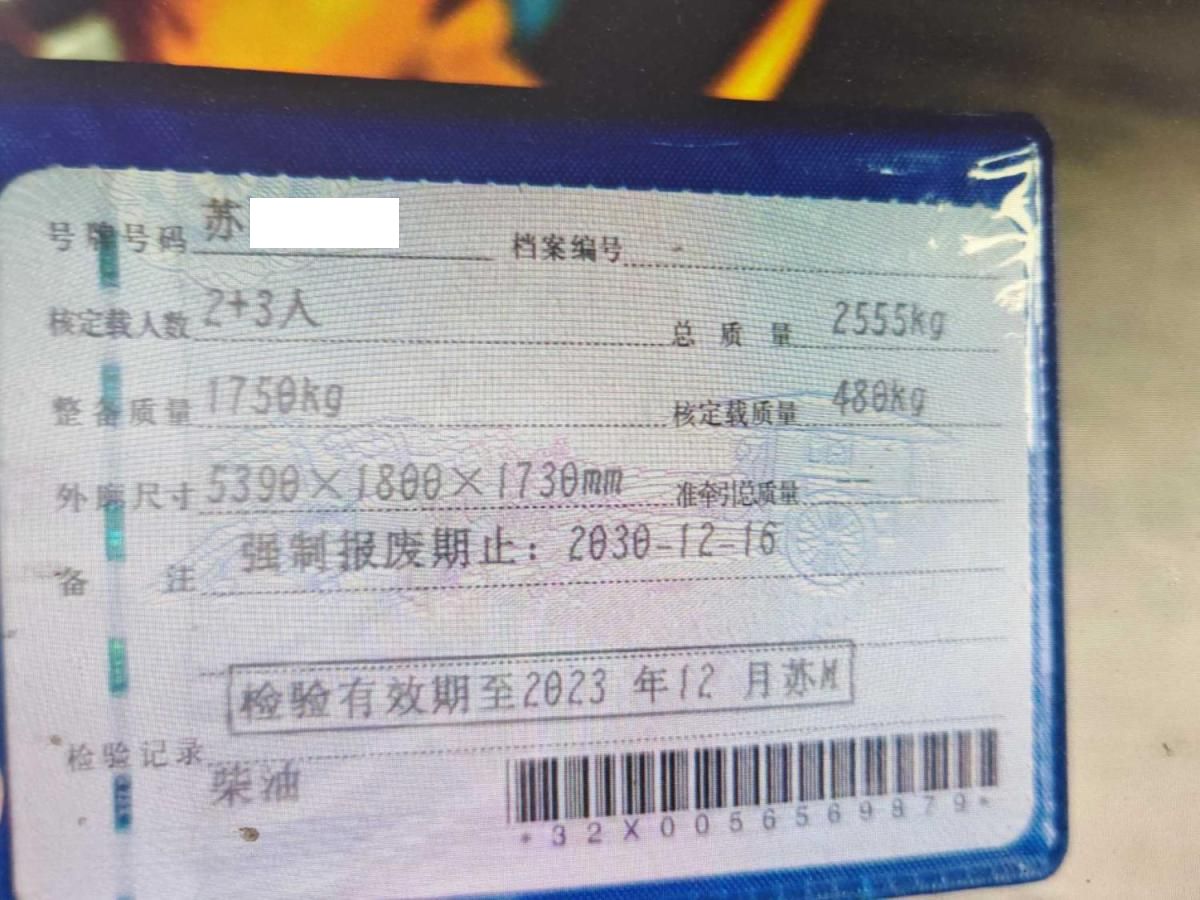 号牌号码 苏 档案编号 -
核定载人数 2+3人 总质量 2555kg
整备质量 1750kg 核定载质量 480kg
外廓尺寸 5390×1800×1730mm 准牵引总质量 --
备注 强制报废期止：2030-12-16
检验有效期至2023 年12 月苏M
检验记录
柴油
*32X0056569879*